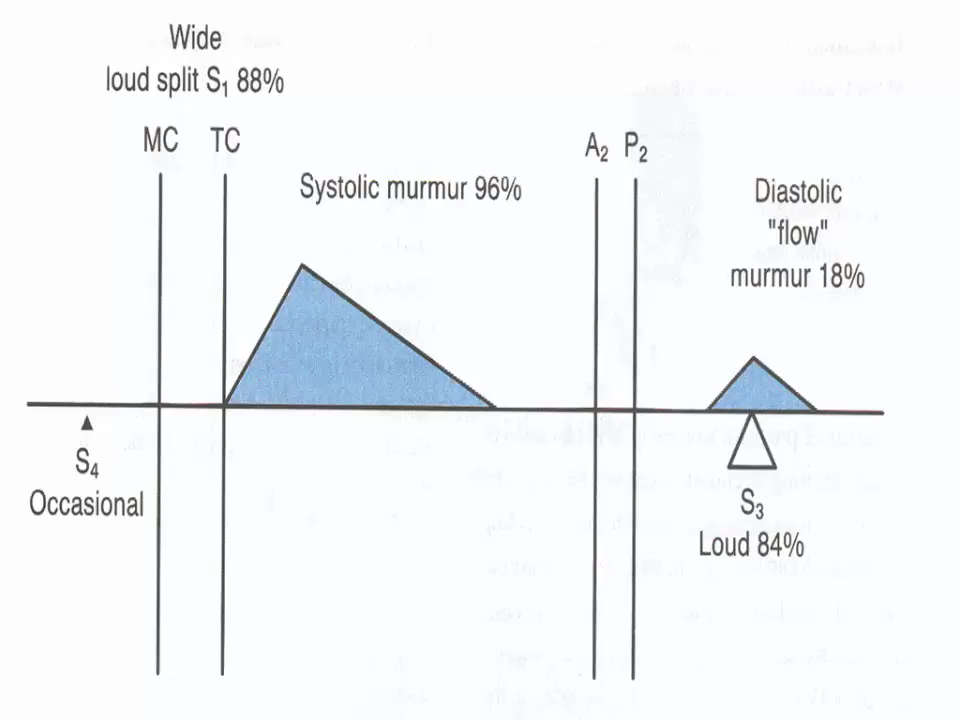 Wide
loud split S₁ 88%
MC TC
A₂ P₂
Systolic murmur 96%
Diastolic
"flow"
murmur 18%
S₄
Occasional
S₃
Loud 84%